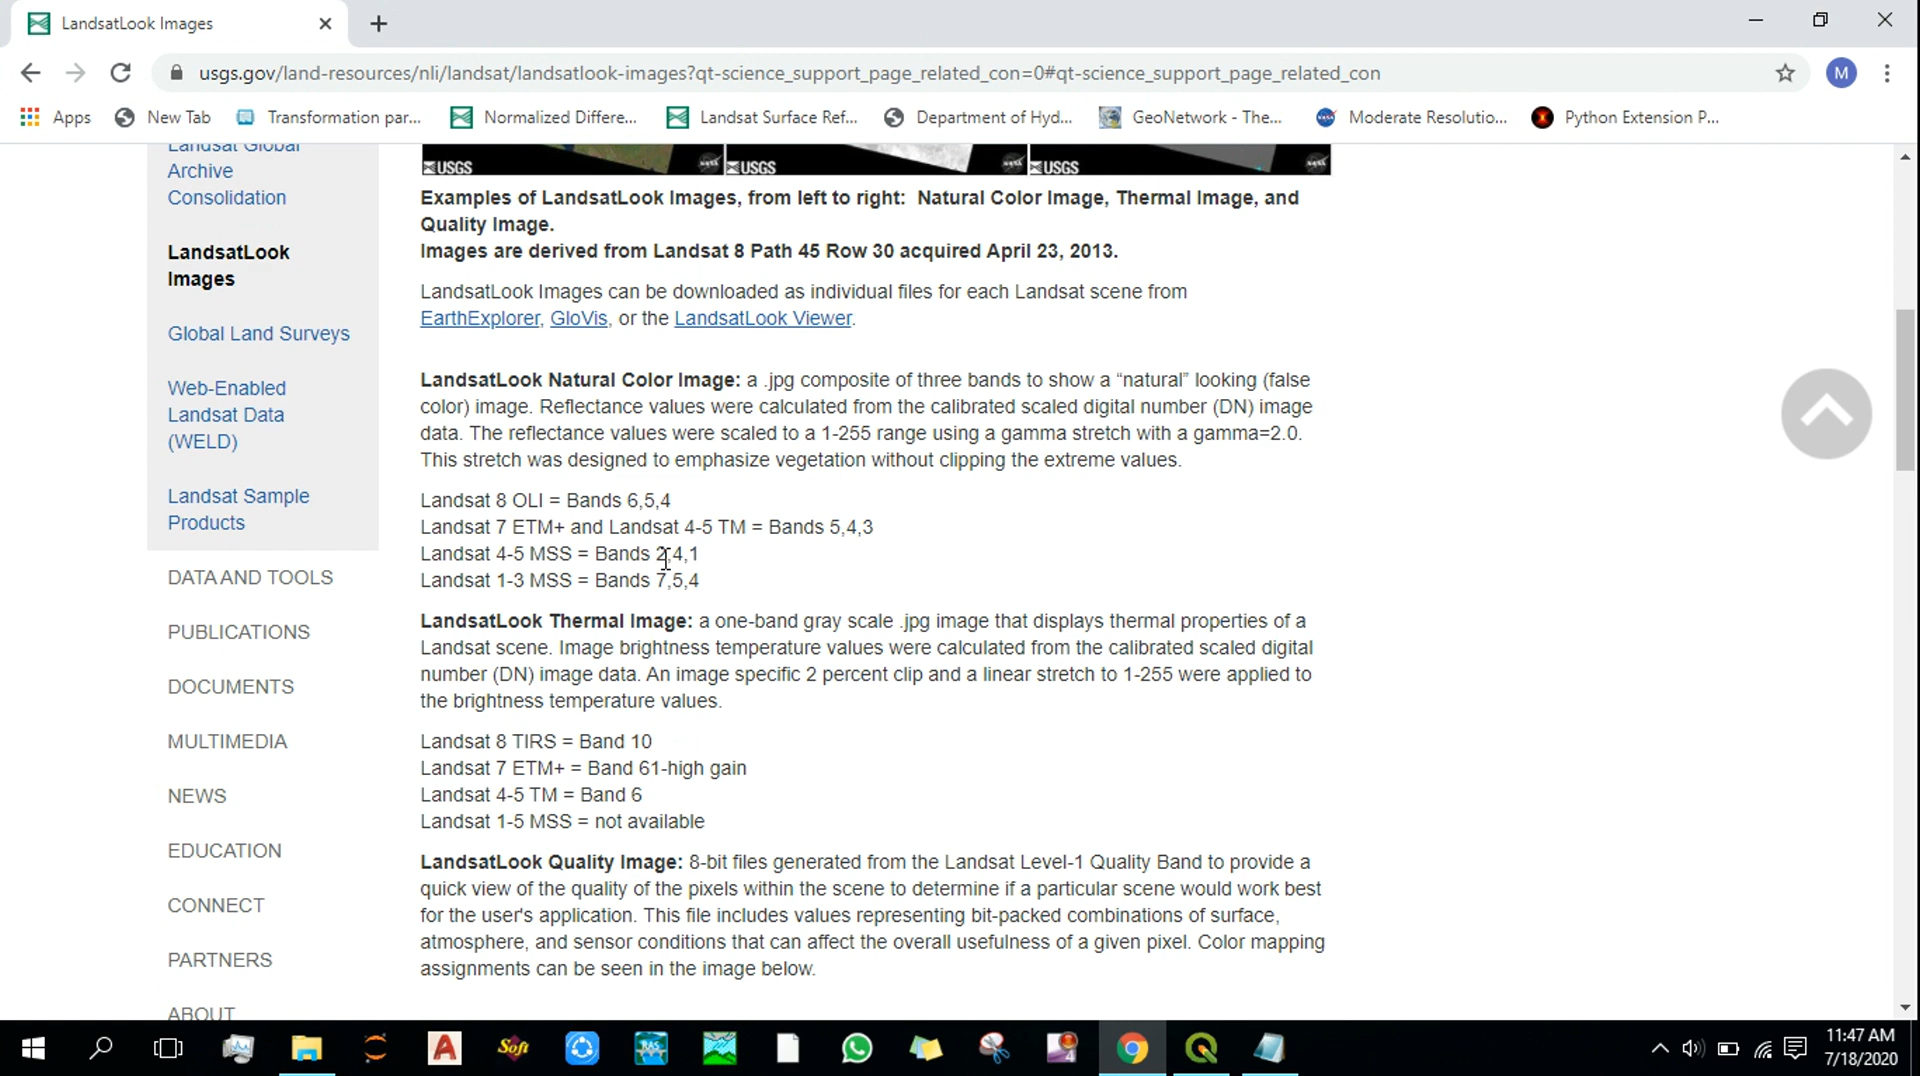 LandsatLook Images
usgs.gov/land-resources/nli/landsat/landsatlook-images?qt-science_support_page_related_con=0#qt-science_support_page_related_con
M
Apps
New Tab
Transformation par...
Normalized Differe...
Landsat Surface Ref...
Department of Hyd...
GeoNetwork - The...
Moderate Resolutio...
Python Extension P...
Landsat Global
Archive
Consolidation
LandsatLook
Images
Global Land Surveys
Web-Enabled
Landsat Data
(WELD)
Landsat Sample
Products
DATA AND TOOLS
PUBLICATIONS
DOCUMENTS
MULTIMEDIA
NEWS
EDUCATION
CONNECT
PARTNERS
ABOUT
USGS
NASA
USGS
NASA
USGS
NASA
Examples of LandsatLook Images, from left to right: Natural Color Image, Thermal Image, and
Quality Image.
Images are derived from Landsat 8 Path 45 Row 30 acquired April 23, 2013.
LandsatLook Images can be downloaded as individual files for each Landsat scene from
EarthExplorer, GloVis, or the LandsatLook Viewer.
LandsatLook Natural Color Image: a .jpg composite of three bands to show a “natural” looking (false
color) image. Reflectance values were calculated from the calibrated scaled digital number (DN) image
data. The reflectance values were scaled to a 1-255 range using a gamma stretch with a gamma=2.0.
This stretch was designed to emphasize vegetation without clipping the extreme values.
Landsat 8 OLI = Bands 6,5,4
Landsat 7 ETM+ and Landsat 4-5 TM = Bands 5,4,3
Landsat 4-5 MSS = Bands 2,4,1
Landsat 1-3 MSS = Bands 7,5,4
LandsatLook Thermal Image: a one-band gray scale .jpg image that displays thermal properties of a
Landsat scene. Image brightness temperature values were calculated from the calibrated scaled digital
number (DN) image data. An image specific 2 percent clip and a linear stretch to 1-255 were applied to
the brightness temperature values.
Landsat 8 TIRS = Band 10
Landsat 7 ETM+ = Band 61-high gain
Landsat 4-5 TM = Band 6
Landsat 1-5 MSS = not available
LandsatLook Quality Image: 8-bit files generated from the Landsat Level-1 Quality Band to provide a
quick view of the quality of the pixels within the scene to determine if a particular scene would work best
for the user's application. This file includes values representing bit-packed combinations of surface,
atmosphere, and sensor conditions that can affect the overall usefulness of a given pixel. Color mapping
assignments can be seen in the image below.
A
Soft
RAS
4
11:47 AM
7/18/2020